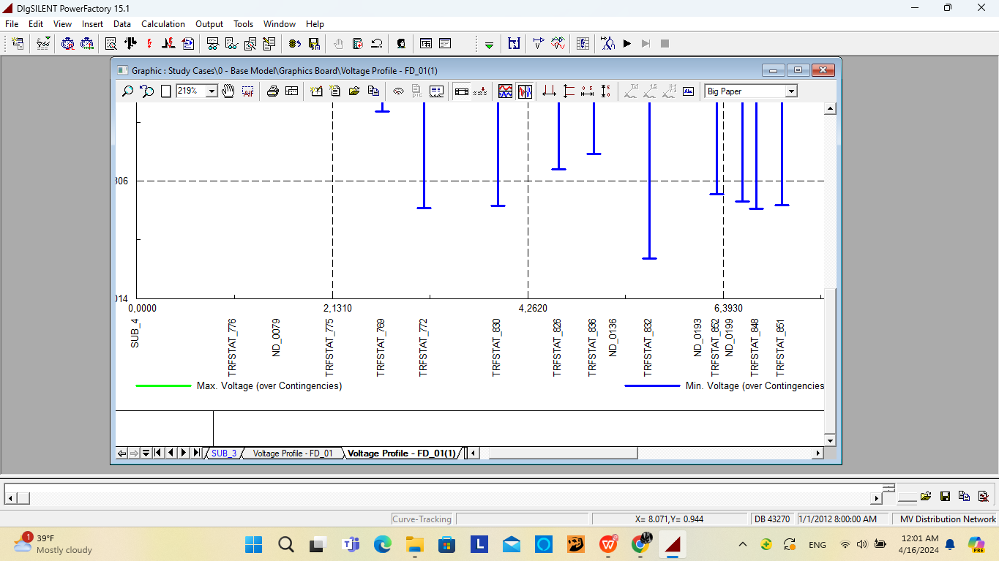 DIgSILENT PowerFactory 15.1
File Edit View Insert Data Calculation Output Tools Window Help
Graphic : Study Cases\0 - Base Model\Graphics Board\Voltage Profile - FD_01(1)
219%
Big Paper
306
014
0,0000 2,1310 4,2620 6,3930
SUB_4
TRFSTAT_776
ND_0079
TRFSTAT_775
TRFSTAT_769
TRFSTAT_772
TRFSTAT_830
TRFSTAT_826
TRFSTAT_836
ND_0136
TRFSTAT_832
ND_0193
TRFSTAT_852
ND_0199
TRFSTAT_848
TRFSTAT_851
Max. Voltage (over Contingencies) Min. Voltage (over Contingencies
SUB_3 Voltage Profile - FD_01 Voltage Profile - FD_01(1)
Curve-Tracking X= 8.071,Y= 0.944 DB 43270 1/1/2012 8:00:00 AM MV Distribution Network
1
39°F
Mostly cloudy
ENG
12:01 AM
4/16/2024
PRE